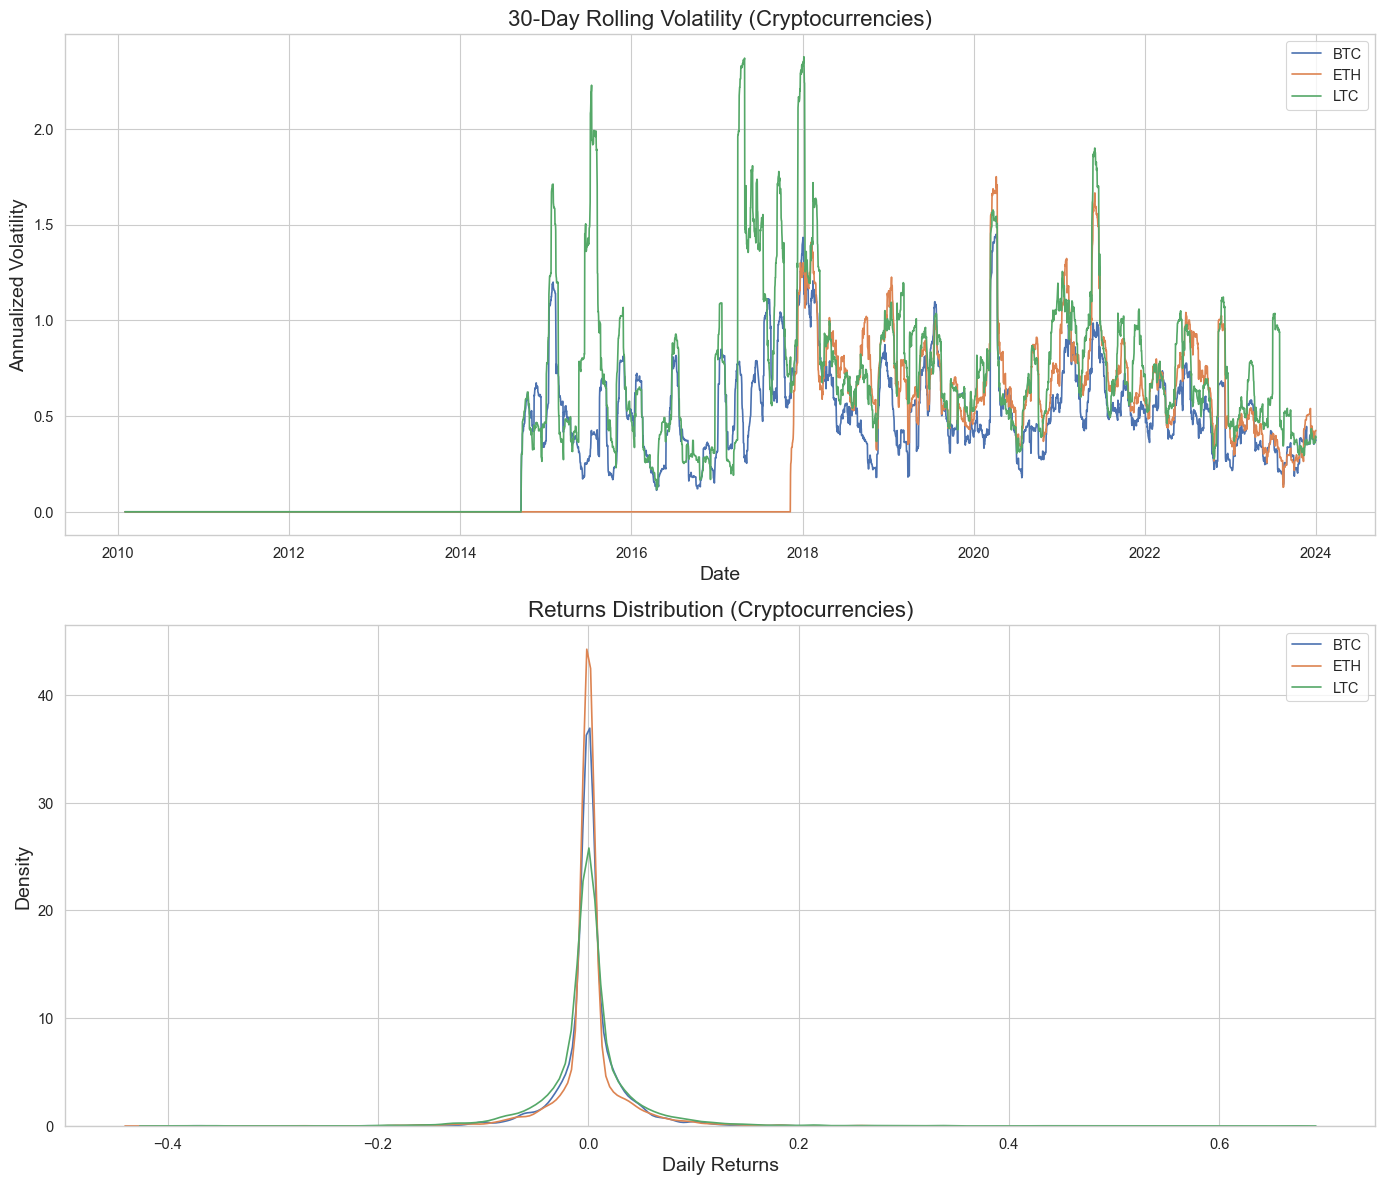 30-Day Rolling Volatility (Cryptocurrencies)
BTC
ETH
LTC
Annualized Volatility
2.0
1.5
1.0
0.5
0.0
2010 2012 2014 2016 2018 2020 2022 2024
Date
Returns Distribution (Cryptocurrencies)
BTC
ETH
LTC
Density
40
30
20
10
0
−0.4 −0.2 0.0 0.2 0.4 0.6
Daily Returns